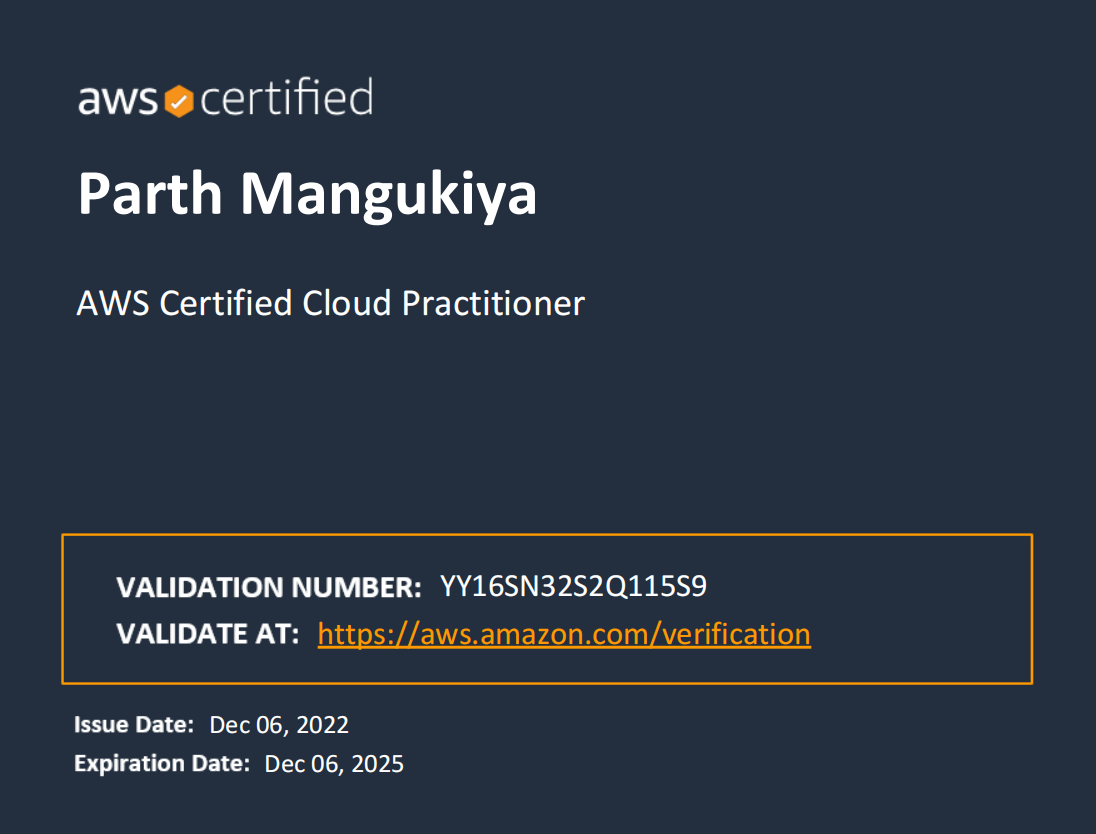 aws certified
Parth Mangukiya
AWS Certified Cloud Practitioner
VALIDATION NUMBER: YY16SN32S2Q115S9
VALIDATE AT: https://aws.amazon.com/verification
Issue Date: Dec 06, 2022
Expiration Date: Dec 06, 2025